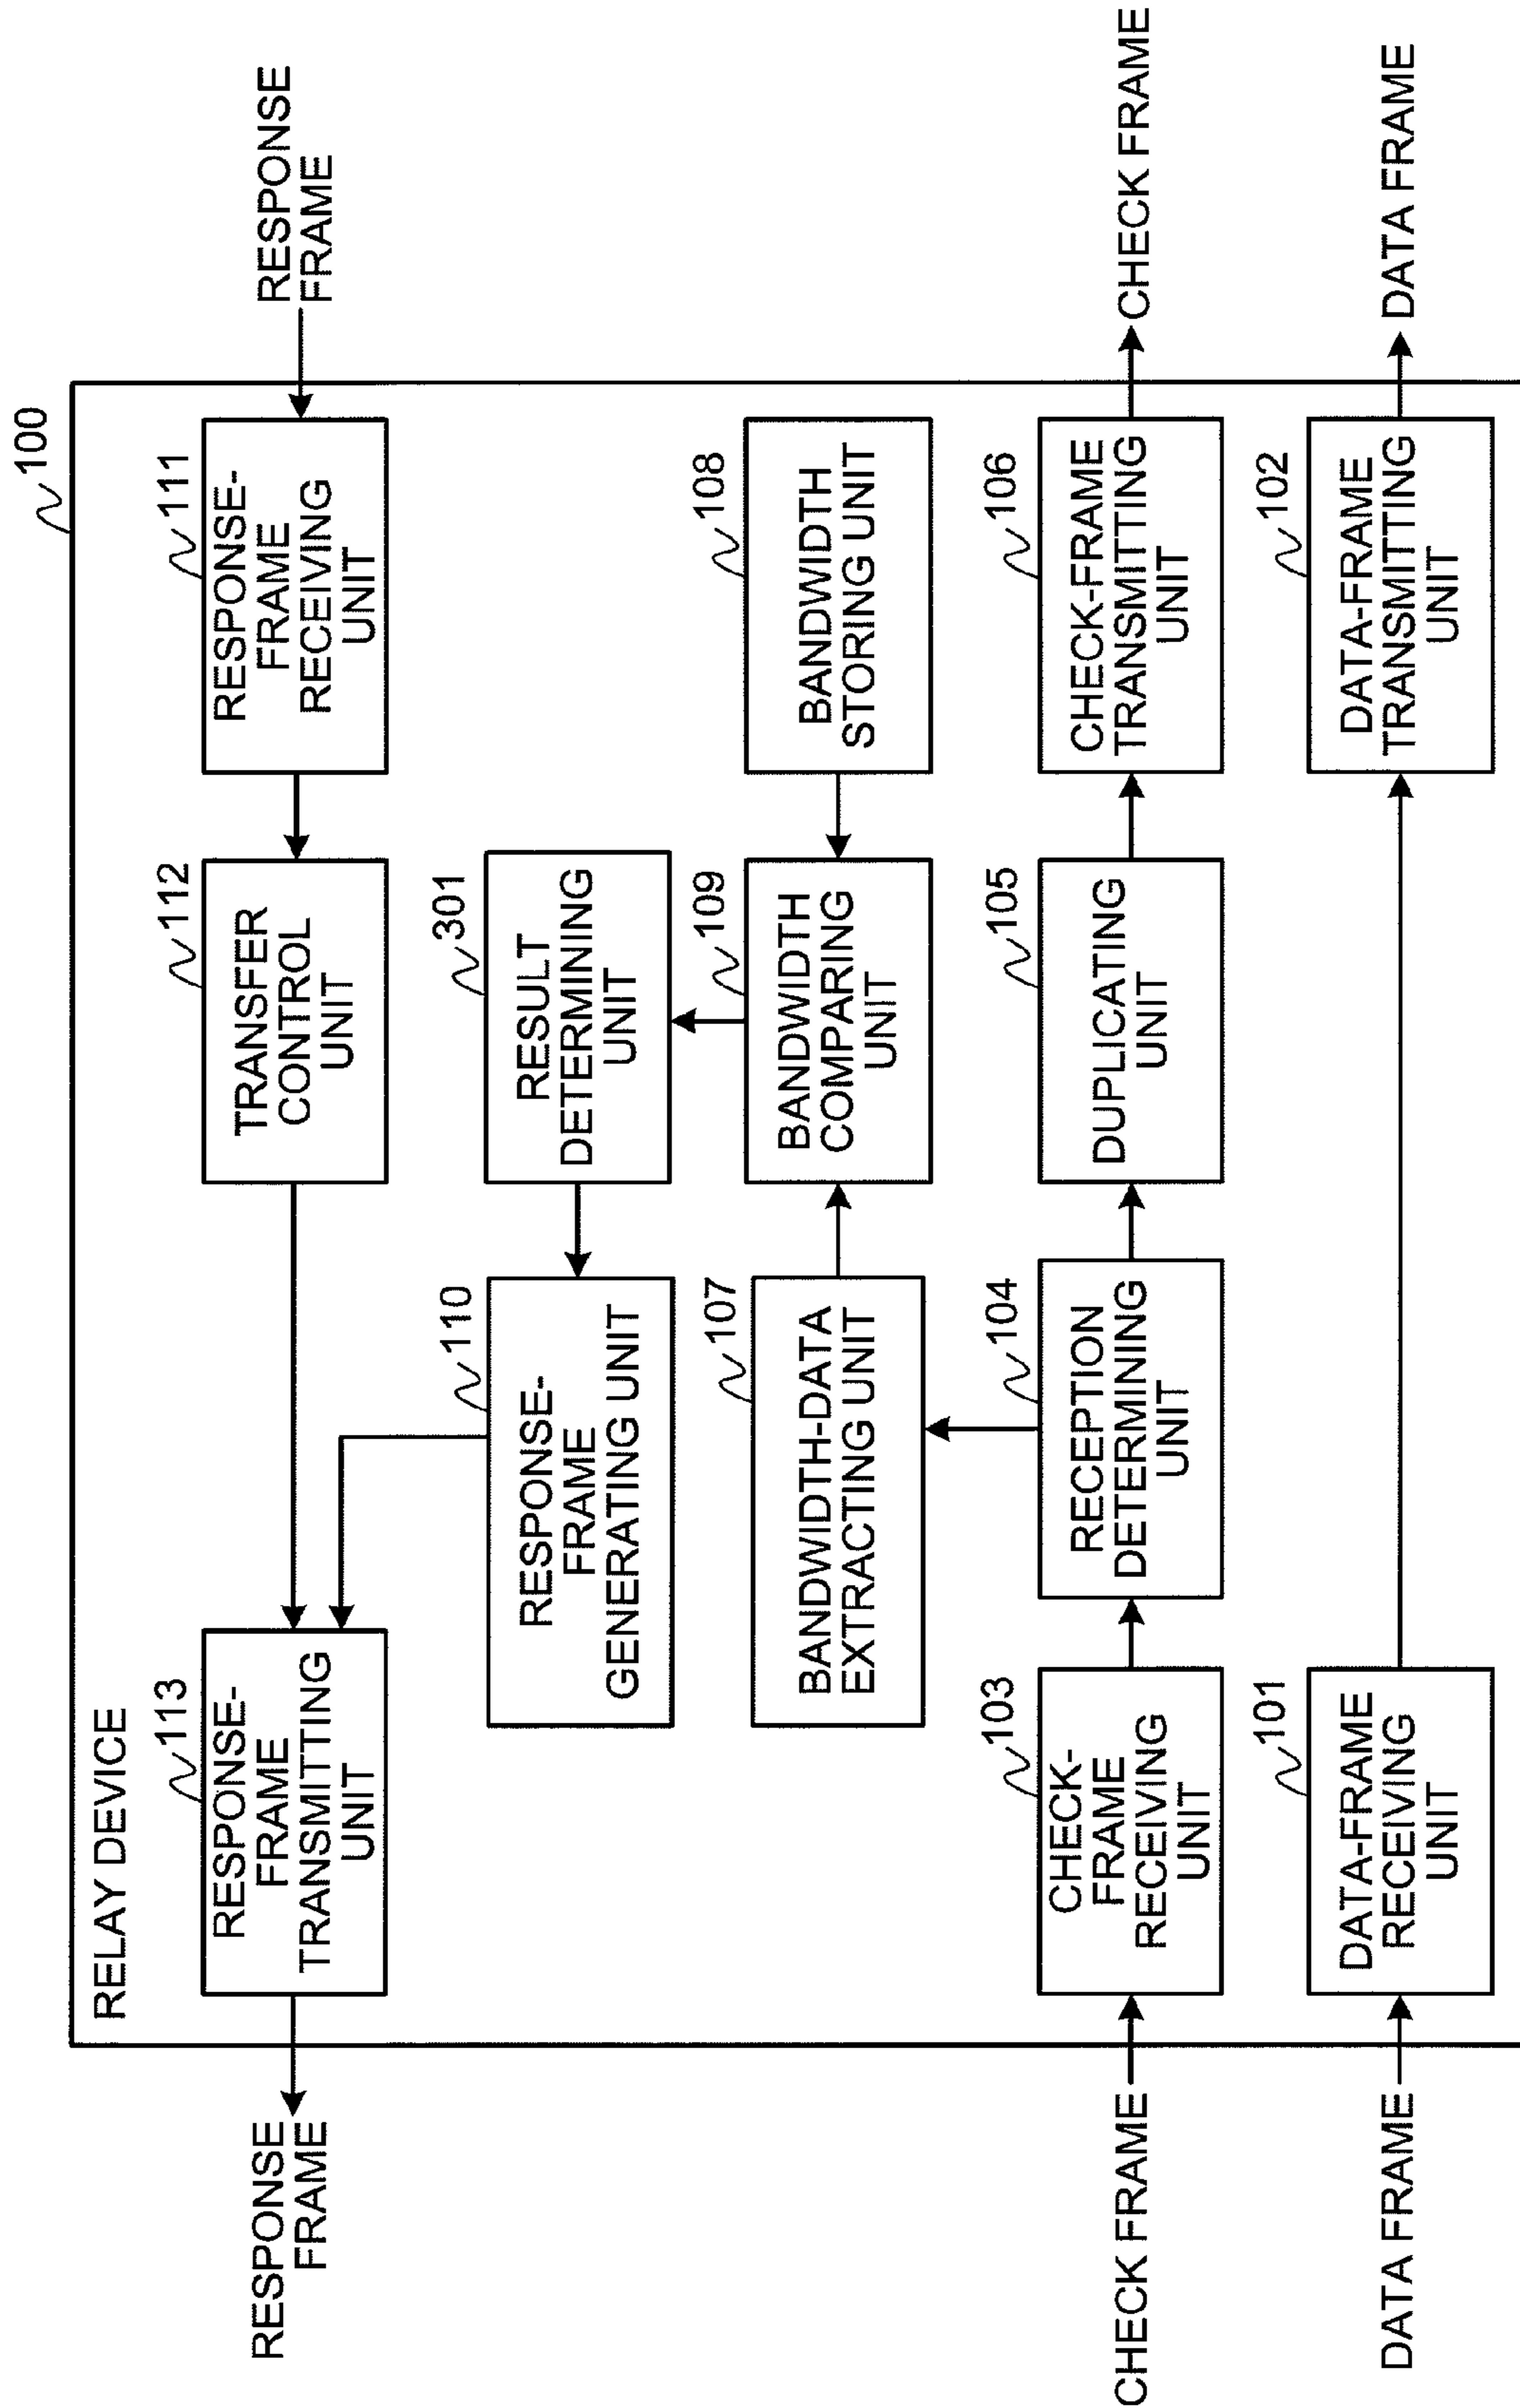 100
RELAY DEVICE
RESPONSE
FRAME
113
RESPONSE-
FRAME
TRANSMITTING
UNIT
112
TRANSFER
CONTROL
UNIT
111
RESPONSE-
FRAME
RECEIVING
UNIT
RESPONSE
FRAME
110
RESPONSE-
FRAME
GENERATING UNIT
301
RESULT
DETERMINING
UNIT
107
BANDWIDTH-DATA
EXTRACTING UNIT
109
BANDWIDTH
COMPARING
UNIT
108
BANDWIDTH
STORING UNIT
CHECK FRAME
103
CHECK-
FRAME
RECEIVING
UNIT
104
RECEPTION
DETERMINING
UNIT
105
DUPLICATING
UNIT
106
CHECK-FRAME
TRANSMITTING
UNIT
CHECK FRAME
DATA FRAME
101
DATA-FRAME
RECEIVING
UNIT
102
DATA-FRAME
TRANSMITTING
UNIT
DATA FRAME